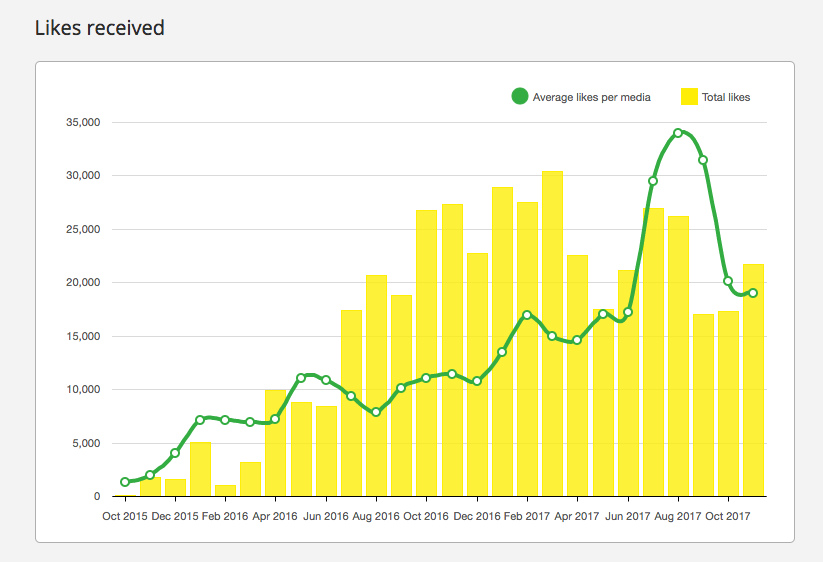 Likes received
Average likes per media Total likes
35,000
30,000
25,000
20,000
15,000
10,000
5,000
0
Oct 2015 Dec 2015 Feb 2016 Apr 2016 Jun 2016 Aug 2016 Oct 2016 Dec 2016 Feb 2017 Apr 2017 Jun 2017 Aug 2017 Oct 2017